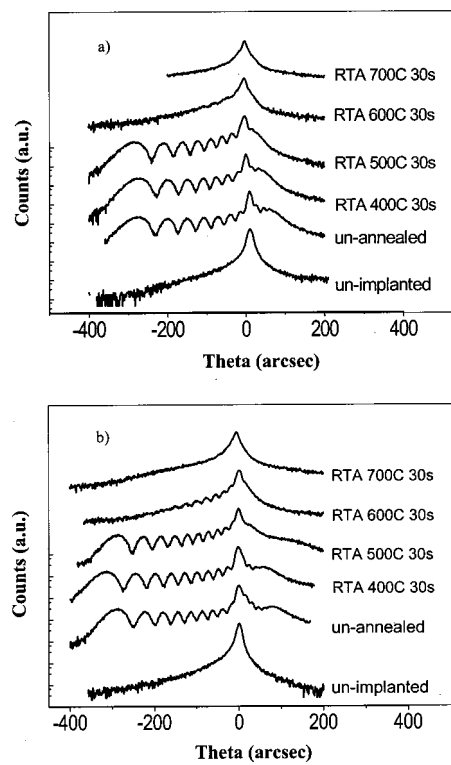 a)
RTA 700C 30s
RTA 600C 30s
RTA 500C 30s
RTA 400C 30s
un-annealed
un-implanted
Counts (a.u.)
-400 -200 0 200 400
Theta (arcsec)
b)
RTA 700C 30s
RTA 600C 30s
RTA 500C 30s
RTA 400C 30s
un-annealed
un-implanted
Counts (a.u.)
-400 -200 0 200 400
Theta (arcsec)